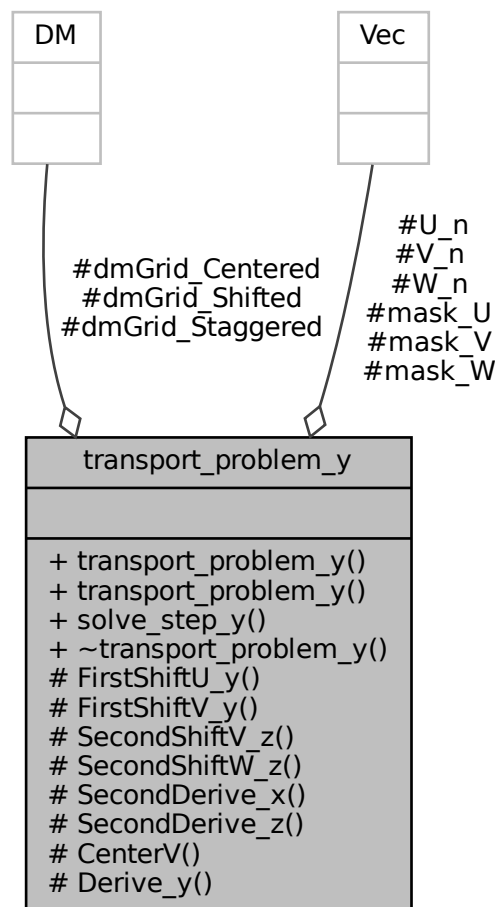 DM
Vec
#dmGrid_Centered
#dmGrid_Shifted
#dmGrid_Staggered
#U_n
#V_n
#W_n
#mask_U
#mask_V
#mask_W
transport_problem_y
+ transport_problem_y()
+ transport_problem_y()
+ solve_step_y()
+ ~transport_problem_y()
# FirstShiftU_y()
# FirstShiftV_y()
# SecondShiftV_z()
# SecondShiftW_z()
# SecondDerive_x()
# SecondDerive_z()
# CenterV()
# Derive_y()